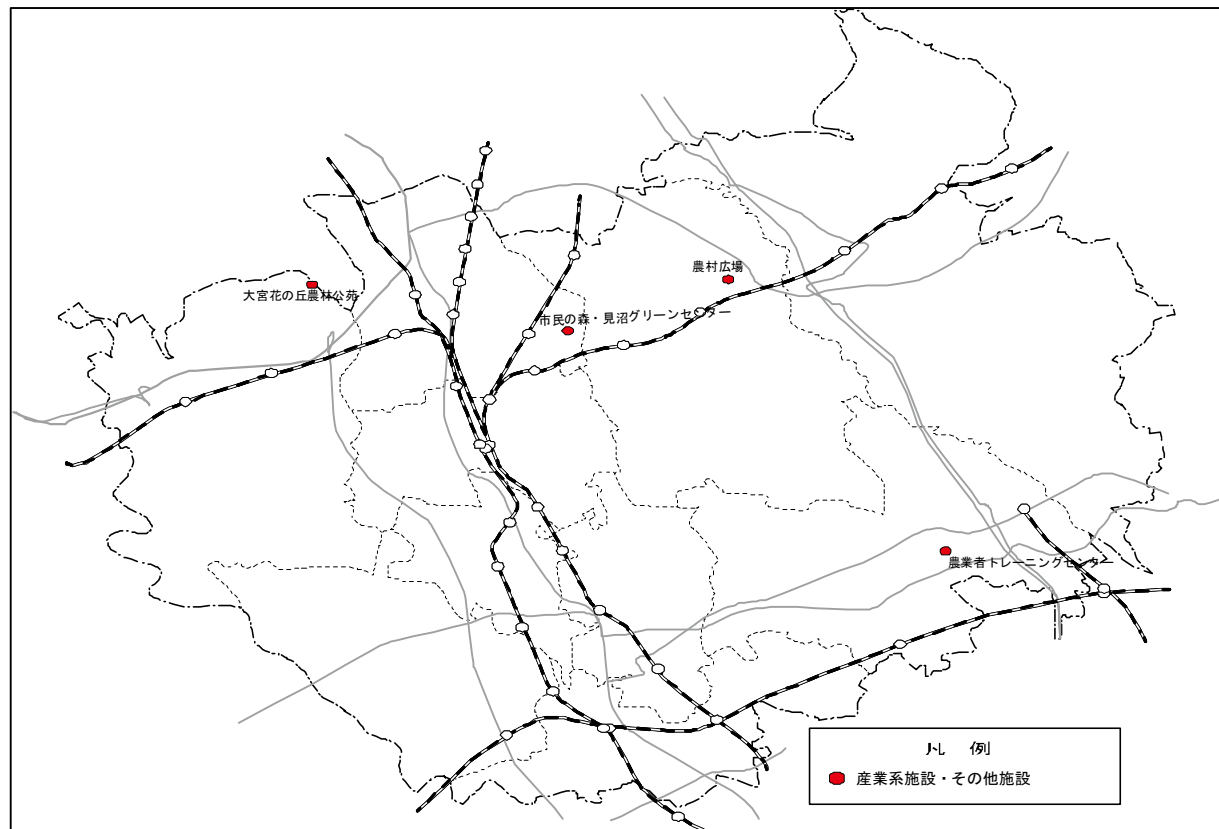 農村広場
大宮花の丘農林公苑
市民の森・見沼グリーンセンター
農業者トレーニングセンター
凡 例
産業系施設・その他施設